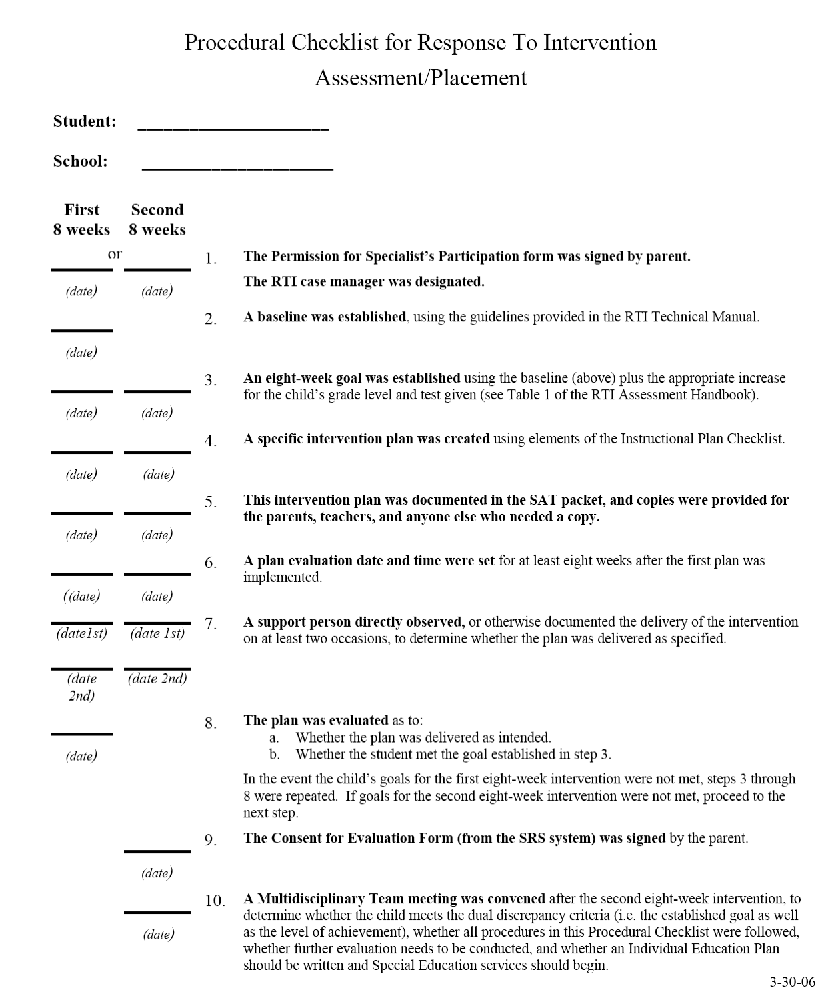 Procedural Checklist for Response To Intervention
Assessment/Placement
Student: ______________________
School: ______________________
First Second
8 weeks 8 weeks
or
1. The Permission for Specialist's Participation form was signed by parent.
The RTI case manager was designated.
(date) (date)
2. A baseline was established, using the guidelines provided in the RTI Technical Manual.
(date)
3. An eight-week goal was established using the baseline (above) plus the appropriate increase
for the child's grade level and test given (see Table 1 of the RTI Assessment Handbook).
(date) (date)
4. A specific intervention plan was created using elements of the Instructional Plan Checklist.
(date) (date)
5. This intervention plan was documented in the SAT packet, and copies were provided for
the parents, teachers, and anyone else who needed a copy.
(date) (date)
6. A plan evaluation date and time were set for at least eight weeks after the first plan was
implemented.
((date) (date)
7. A support person directly observed, or otherwise documented the delivery of the intervention
(date1st) (date 1st) on at least two occasions, to determine whether the plan was delivered as specified.
(date (date 2nd)
2nd)
8. The plan was evaluated as to:
a. Whether the plan was delivered as intended.
b. Whether the student met the goal established in step 3.
(date)
In the event the child's goals for the first eight-week intervention were not met, steps 3 through
8 were repeated. If goals for the second eight-week intervention were not met, proceed to the
next step.
9. The Consent for Evaluation Form (from the SRS system) was signed by the parent.
(date)
10. A Multidisciplinary Team meeting was convened after the second eight-week intervention, to
determine whether the child meets the dual discrepancy criteria (i.e. the established goal as well
(date) as the level of achievement), whether all procedures in this Procedural Checklist were followed,
whether further evaluation needs to be conducted, and whether an Individual Education Plan
should be written and Special Education services should begin.
3-30-06